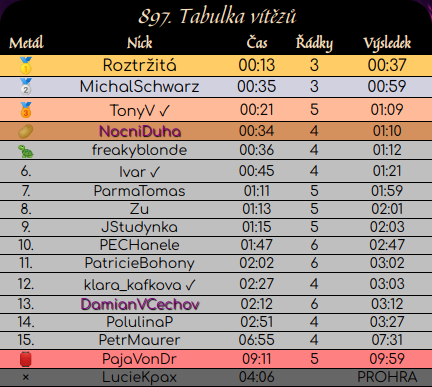 897. Tabulka vítězů
Metál Nick Čas Řádky Výsledek
Roztržitá 00:13 3 00:37
MichalSchwarz 00:35 3 00:59
TonyV ✓ 00:21 5 01:09
NocniDuha 00:34 4 01:10
freakyblonde 00:36 4 01:12
6. Ivar ✓ 00:45 4 01:21
7. ParmaTomas 01:11 5 01:59
8. Zu 01:13 5 02:01
9. JStudynka 01:15 5 02:03
10. PECHanele 01:47 6 02:47
11. PatricieBohony 02:02 6 03:02
12. klara_kafkova ✓ 02:27 4 03:03
13. DamianVCechov 02:12 6 03:12
14. PolulinaP 02:51 4 03:27
15. PetrMaurer 06:55 4 07:31
PajaVonDr 09:11 5 09:59
× LucieKpax 04:06 PROHRA